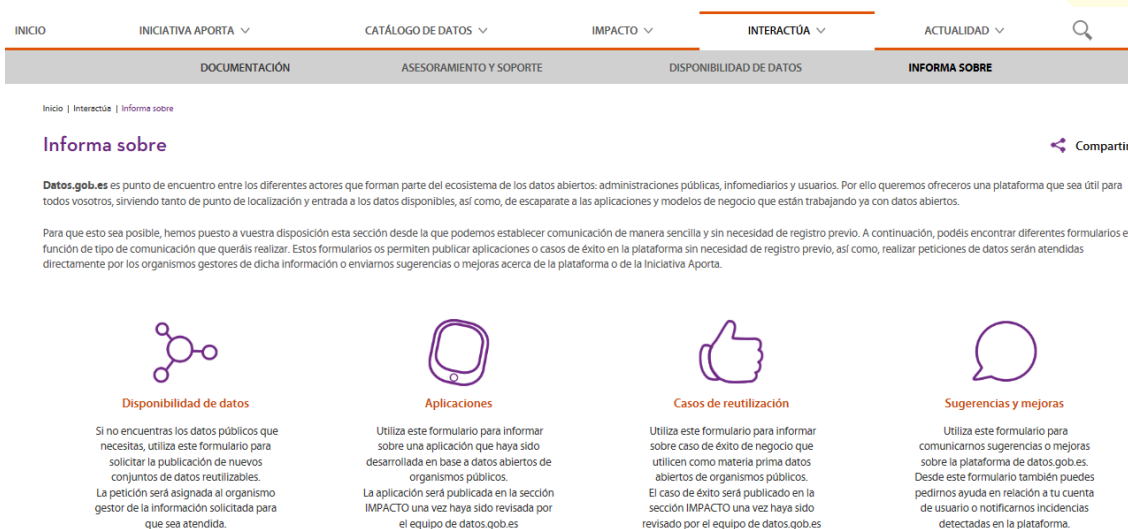 INICIO INICIATIVA APORTA CATÁLOGO DE DATOS IMPACTO INTERACTÚA ACTUALIDAD
DOCUMENTACIÓN ASESORAMIENTO Y SOPORTE DISPONIBILIDAD DE DATOS INFORMA SOBRE
Inicio | Interactúa | Informa sobre
Informa sobre
Compartir
Datos.gob.es es punto de encuentro entre los diferentes actores que forman parte del ecosistema de los datos abiertos: administraciones públicas, infomediarios y usuarios. Por ello queremos ofreceros una plataforma que sea útil para
todos vosotros, sirviendo tanto de punto de localización y entrada a los datos disponibles, así como, de escaparate a las aplicaciones y modelos de negocio que están trabajando ya con datos abiertos.
Para que esto sea posible, hemos puesto a vuestra disposición esta sección desde la que podemos establecer comunicación de manera sencilla y sin necesidad de registro previo. A continuación, podéis encontrar diferentes formularios e
función de tipo de comunicación que queráis realizar. Estos formularios os permiten publicar aplicaciones o casos de éxito en la plataforma sin necesidad de registro previo, así como, realizar peticiones de datos serán atendidas
directamente por los organismos gestores de dicha información o enviarnos sugerencias o mejoras acerca de la plataforma o de la Iniciativa Aporta.
Disponibilidad de datos
Si no encuentras los datos públicos que
necesitas, utiliza este formulario para
solicitar la publicación de nuevos
conjuntos de datos reutilizables.
La petición será asignada al organismo
gestor de la información solicitada para
que sea atendida.
Aplicaciones
Utiliza este formulario para informar
sobre una aplicación que haya sido
desarrollada en base a datos abiertos de
organismos públicos.
La aplicación será publicada en la sección
IMPACTO una vez haya sido revisada por
el equipo de datos.gob.es
Casos de reutilización
Utiliza este formulario para informar
sobre caso de éxito de negocio que
utilicen como materia prima datos
abiertos de organismos públicos.
El caso de éxito será publicado en la
sección IMPACTO una vez haya sido
revisado por el equipo de datos.gob.es
Sugerencias y mejoras
Utiliza este formulario para
comunicarnos sugerencias o mejoras
sobre la plataforma de datos.gob.es.
Desde este formulario también puedes
pedirnos ayuda en relación a tu cuenta
de usuario o notificarnos incidencias
detectadas en la plataforma.